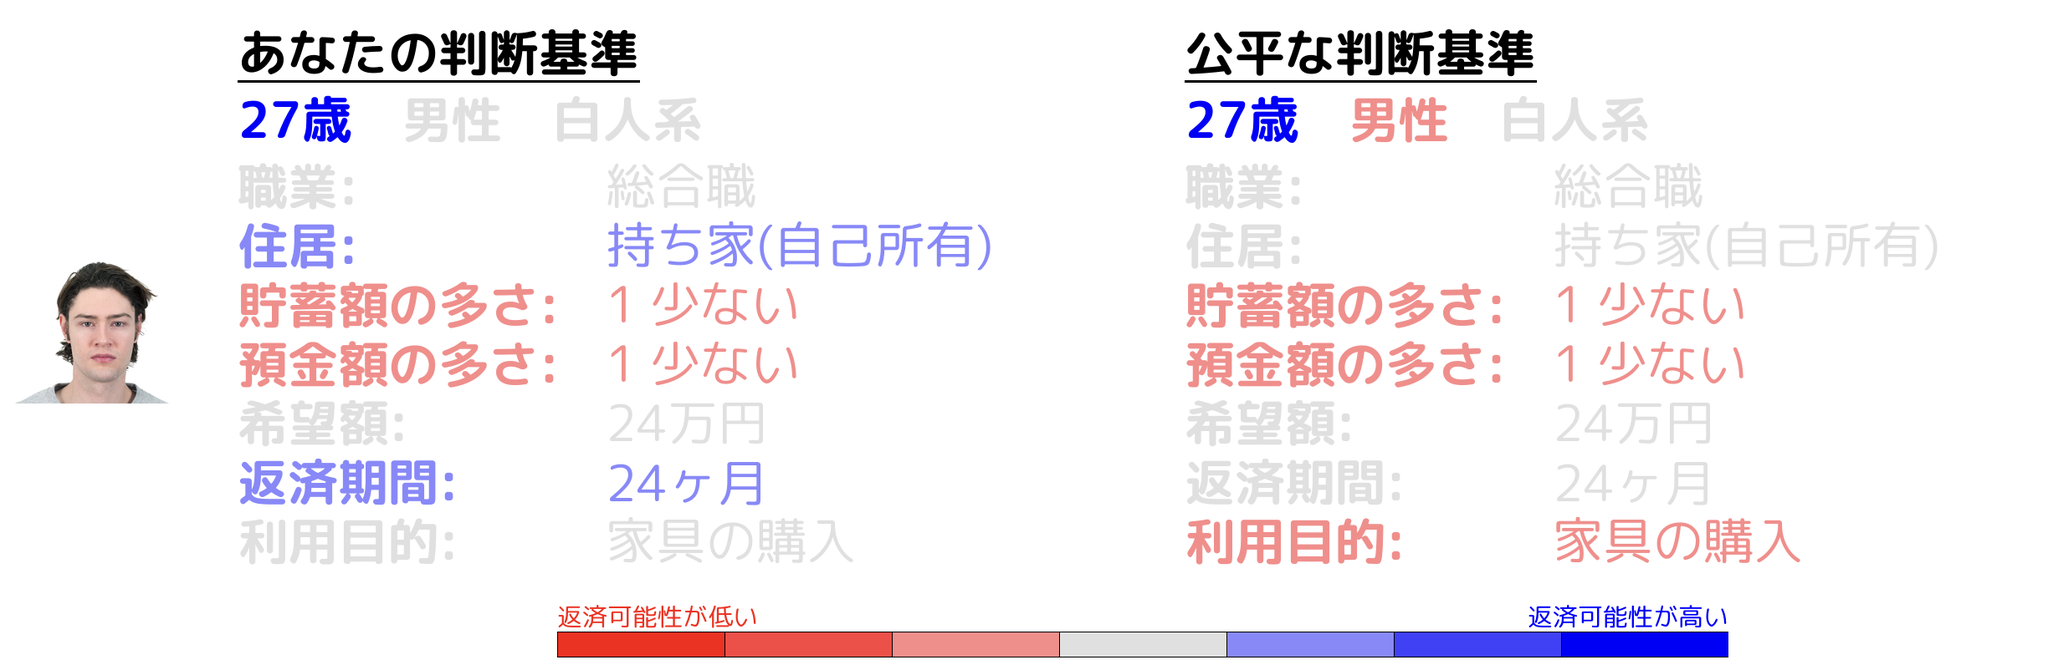 あなたの判断基準
27歳 男性 白人系
職業: 総合職
住居: 持ち家(自己所有)
貯蓄額の多さ: 1 少ない
預金額の多さ: 1 少ない
希望額: 24万円
返済期間: 24ヶ月
利用目的: 家具の購入
公平な判断基準
27歳 男性 白人系
職業: 総合職
住居: 持ち家(自己所有)
貯蓄額の多さ: 1 少ない
預金額の多さ: 1 少ない
希望額: 24万円
返済期間: 24ヶ月
利用目的: 家具の購入
返済可能性が低い
返済可能性が高い